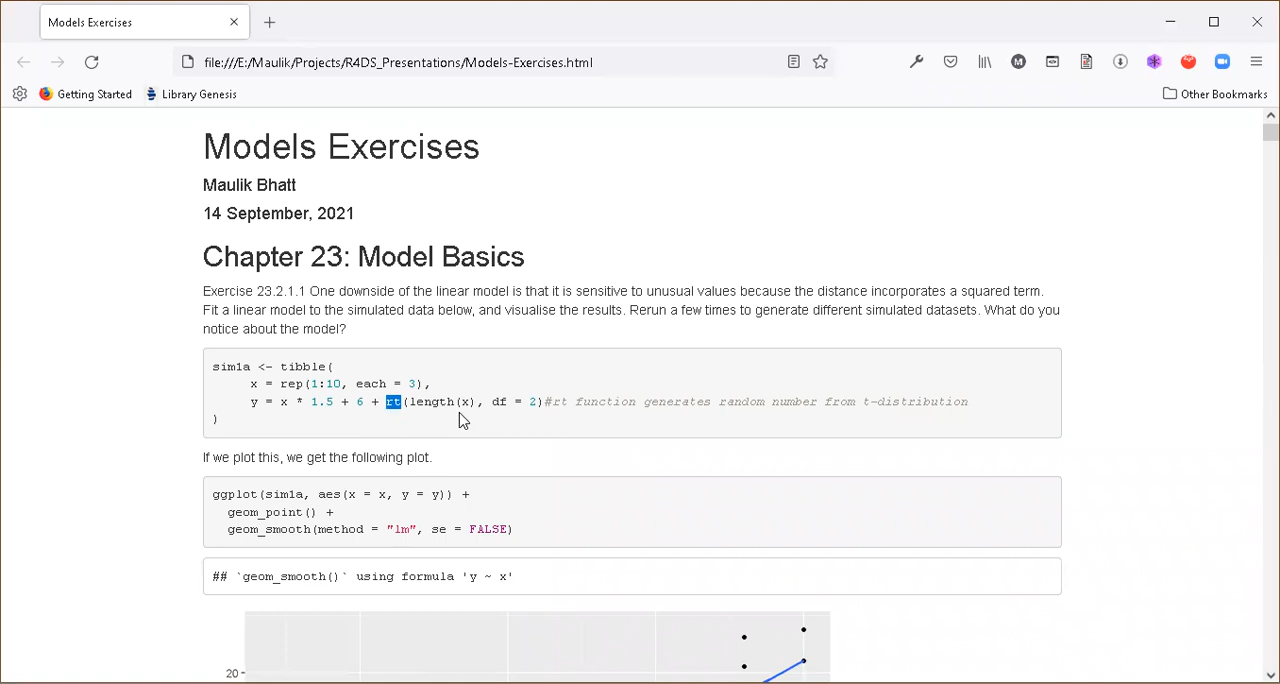 Models Exercises
file:///E:/Maulik/Projects/R4DS_Presentations/Models-Exercises.html
Getting Started Library Genesis Other Bookmarks
Models Exercises
Maulik Bhatt
14 September, 2021
Chapter 23: Model Basics
Exercise 23.2.1.1 One downside of the linear model is that it is sensitive to unusual values because the distance incorporates a squared term.
Fit a linear model to the simulated data below, and visualise the results. Rerun a few times to generate different simulated datasets. What do you
notice about the model?
sim1a <- tibble(
x = rep(1:10, each = 3),
y = x * 1.5 + 6 + rt(length(x), df = 2)#rt function generates random number from t-distribution
)
If we plot this, we get the following plot.
ggplot(sim1a, aes(x = x, y = y)) +
geom_point() +
geom_smooth(method = "lm", se = FALSE)
## `geom_smooth()` using formula 'y ~ x'
20